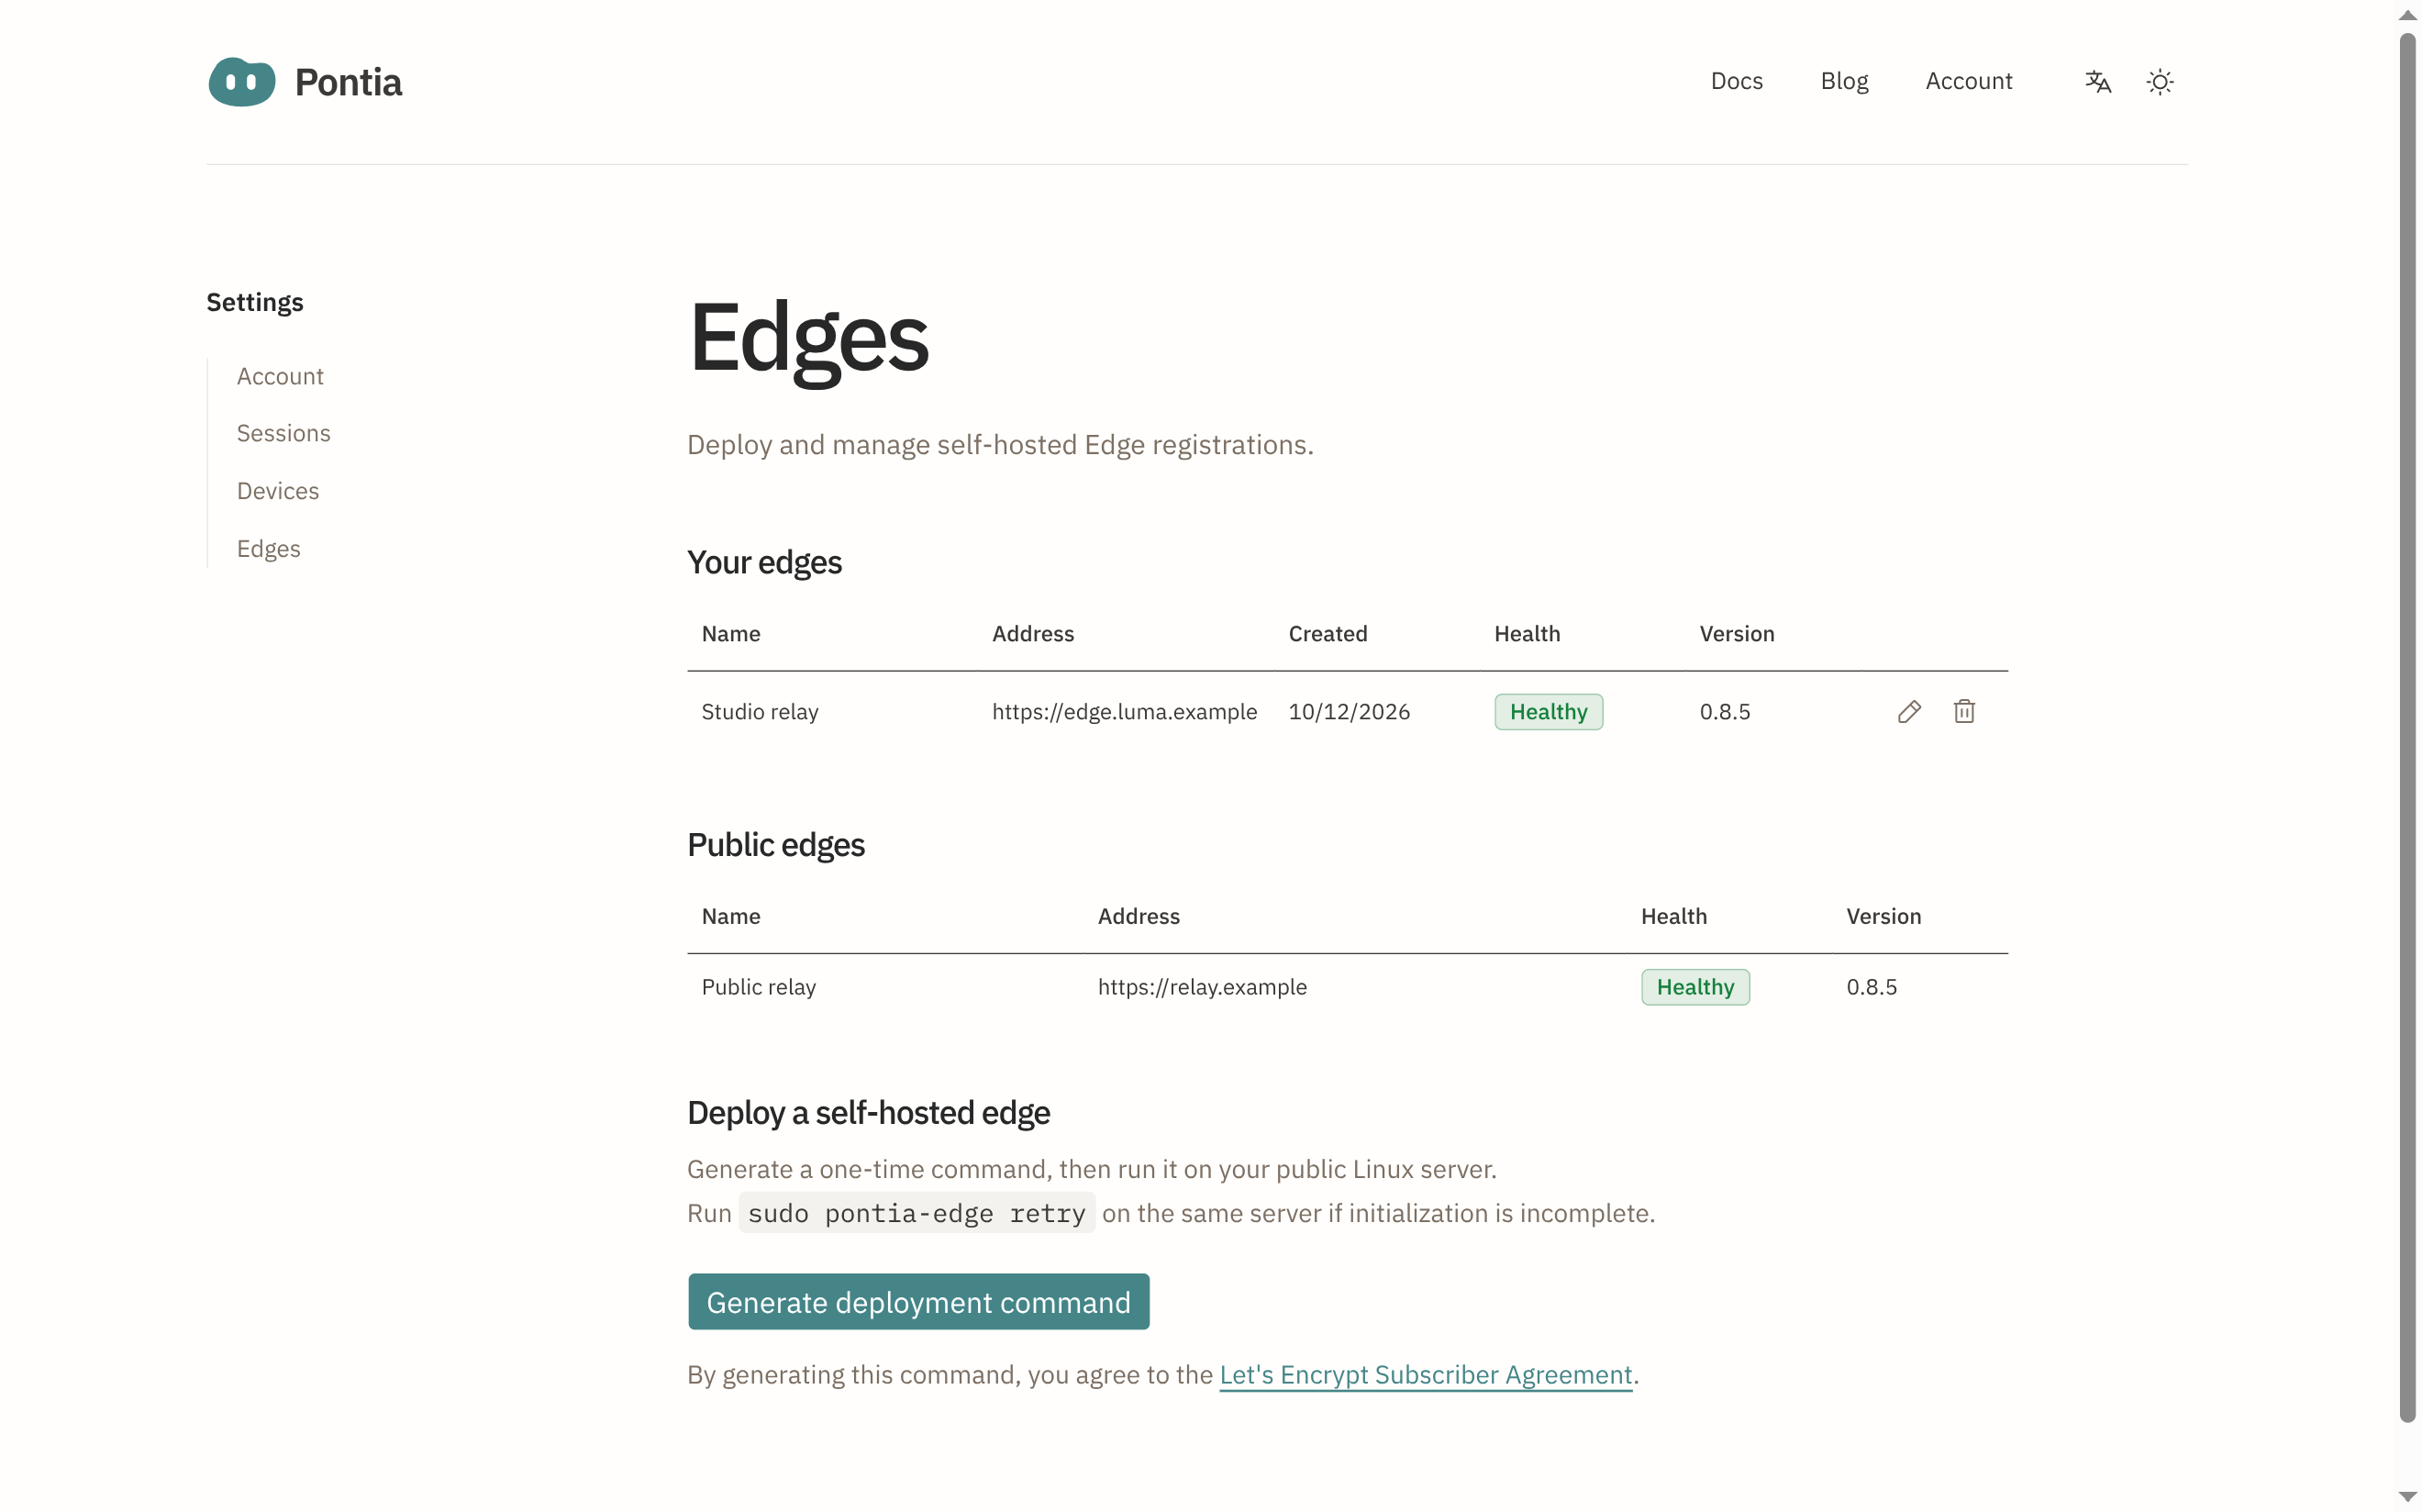 Pontia
Docs Blog Account
Settings
Account
Sessions
Devices
Edges
Edges
Deploy and manage self-hosted Edge registrations.
Your edges
Name Address Created Health Version
Studio relay https://edge.luma.example 10/12/2026 Healthy 0.8.5
Public edges
Name Address Health Version
Public relay https://relay.example Healthy 0.8.5
Deploy a self-hosted edge
Generate a one-time command, then run it on your public Linux server.
Run sudo pontia-edge retry on the same server if initialization is incomplete.
Generate deployment command
By generating this command, you agree to the Let's Encrypt Subscriber Agreement.